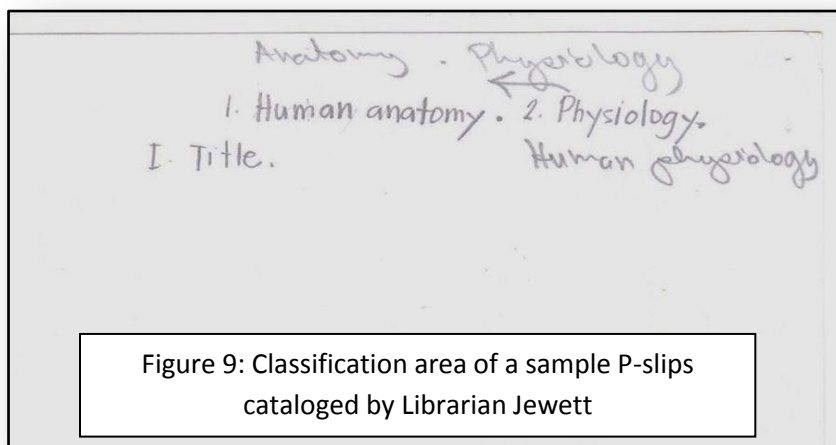 Anatomy . Physiology
1. Human anatomy. 2. Physiology.
I. Title. Human physiology
Figure 9: Classification area of a sample P-slips
cataloged by Librarian Jewett